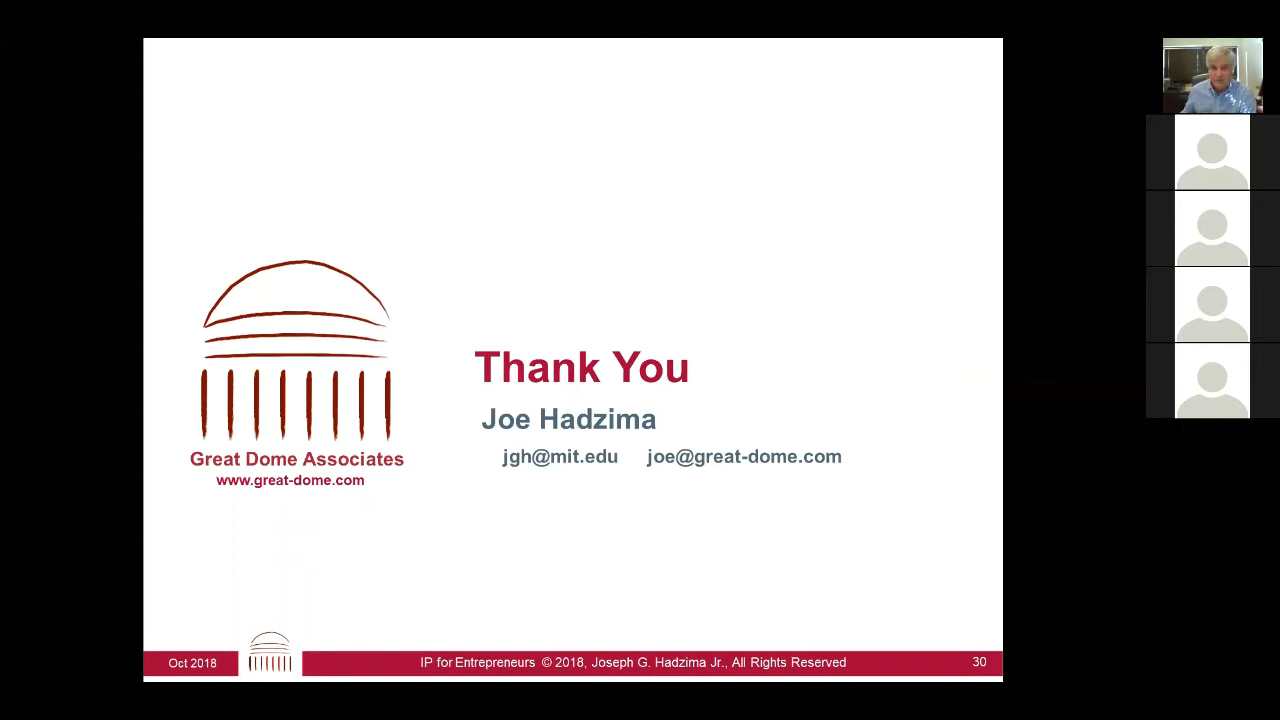 Thank You
Joe Hadzima
jgh@mit.edu joe@great-dome.com
Great Dome Associates
www.great-dome.com
Oct 2018
IP for Entrepreneurs © 2018, Joseph G. Hadzima Jr., All Rights Reserved
30